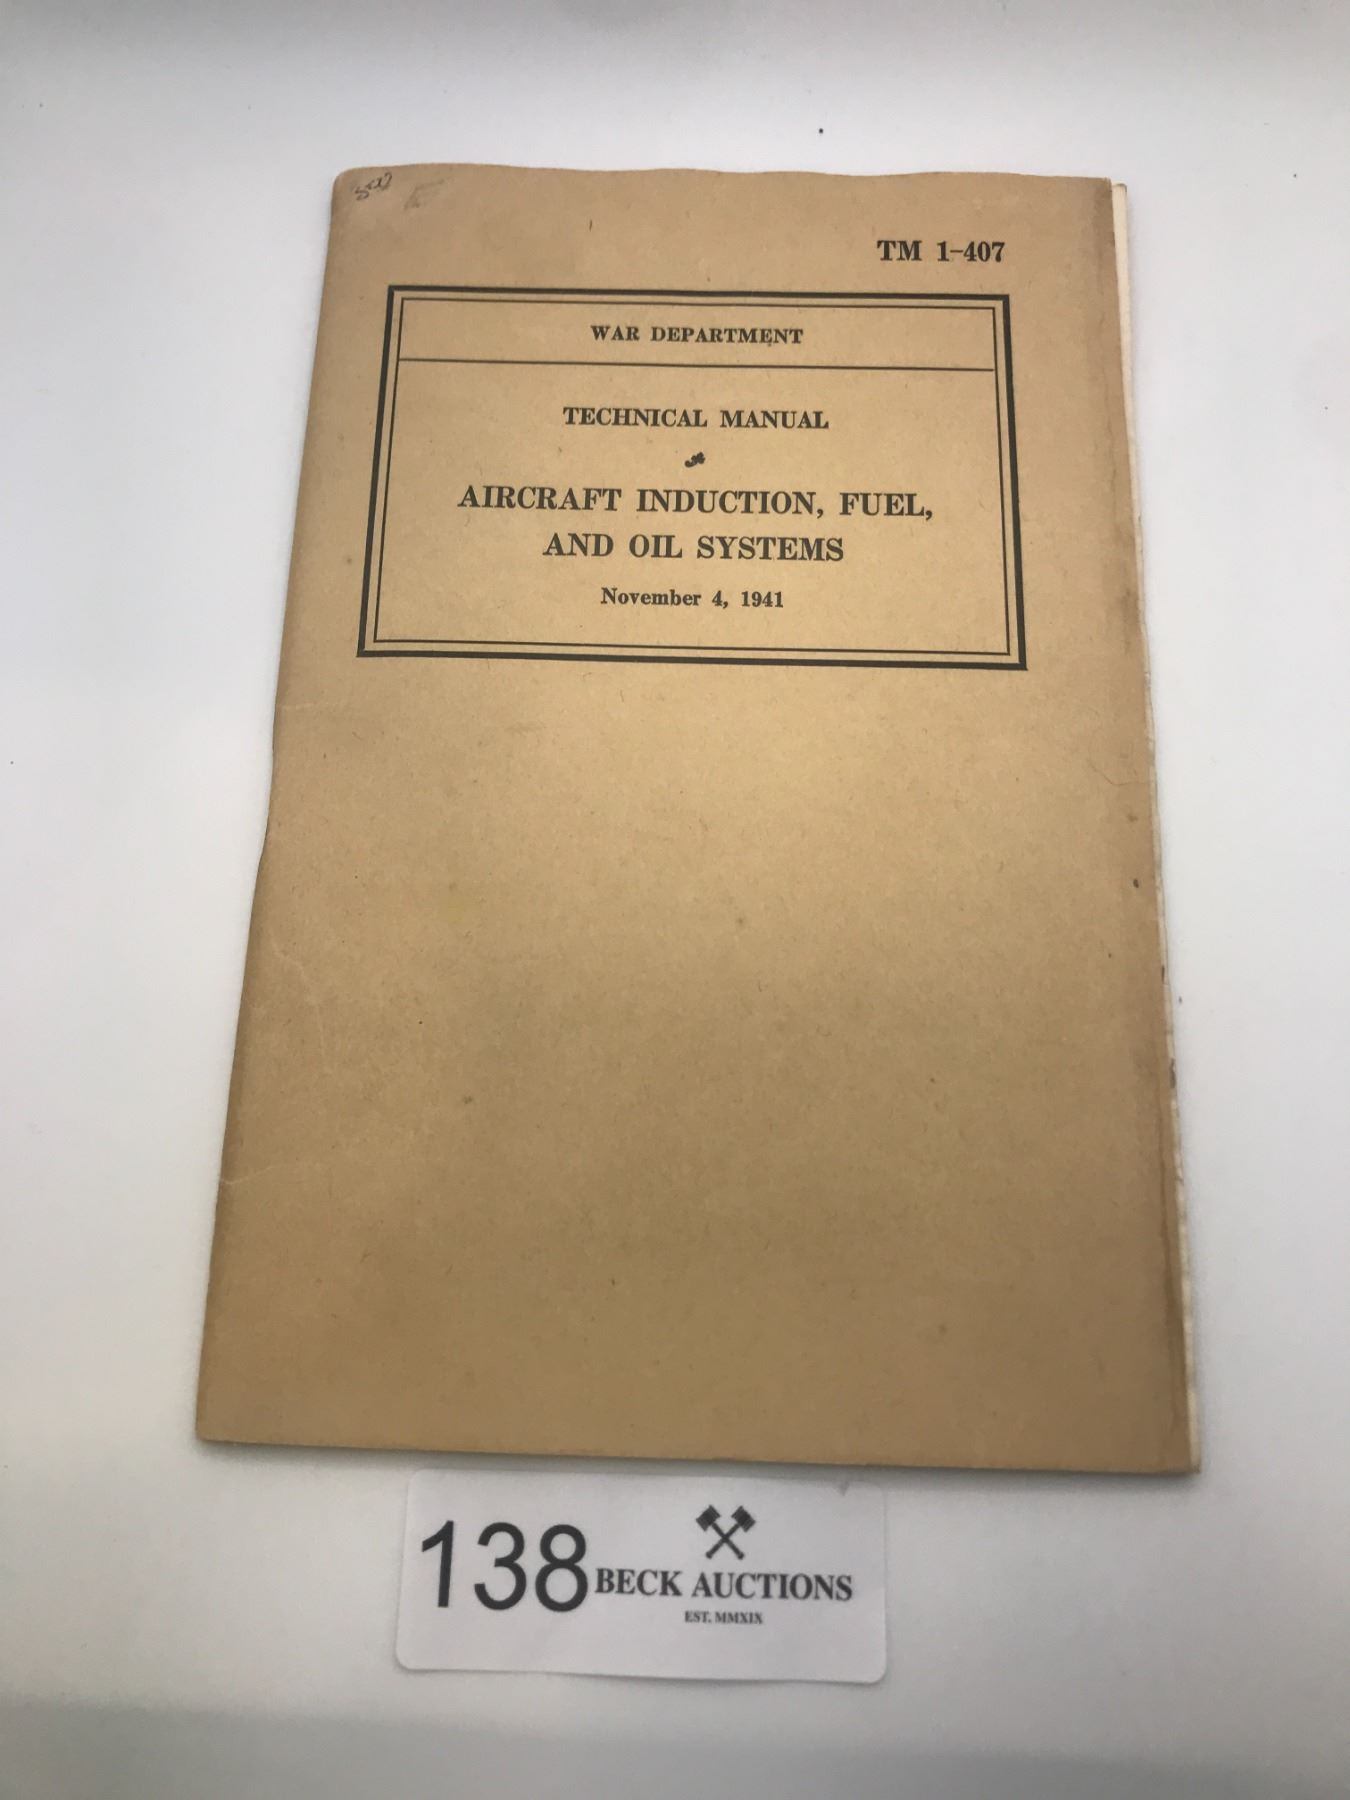 TM 1-407
WAR DEPARTMENT
TECHNICAL MANUAL
AIRCRAFT INDUCTION, FUEL,
AND OIL SYSTEMS
November 4, 1941
138
BECK AUCTIONS
EST. MMXIX